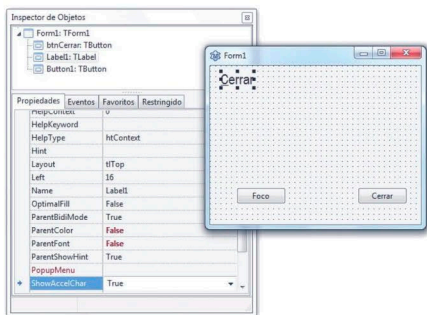 Inspector de Objetos
Form1: TForm1
btnCerrar: TButton
Label1: TLabel
Button1: TButton
Propiedades Eventos Favoritos Restringido
HelpContext 0
HelpKeyword
HelpType htContext
Hint
Layout tlTop
Left 16
Name Label1
OptimalFill False
ParentBidiMode True
ParentColor False
ParentFont False
ParentShowHint True
PopupMenu
ShowAccelChar True
Form1
Cerrar
Foco Cerrar